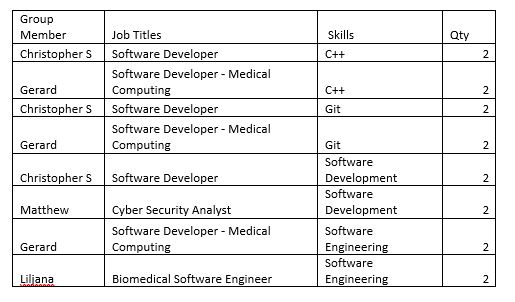 Group
Member Job Titles Skills Qty
Christopher S Software Developer C++ 2
Software Developer - Medical
Gerard Computing C++ 2
Christopher S Software Developer Git 2
Software Developer - Medical
Gerard Computing Git 2
Software
Christopher S Software Developer Development 2
Software
Matthew Cyber Security Analyst Development 2
Software Developer - Medical Software
Gerard Computing Engineering 2
Software
Liljana Biomedical Software Engineer Engineering 2